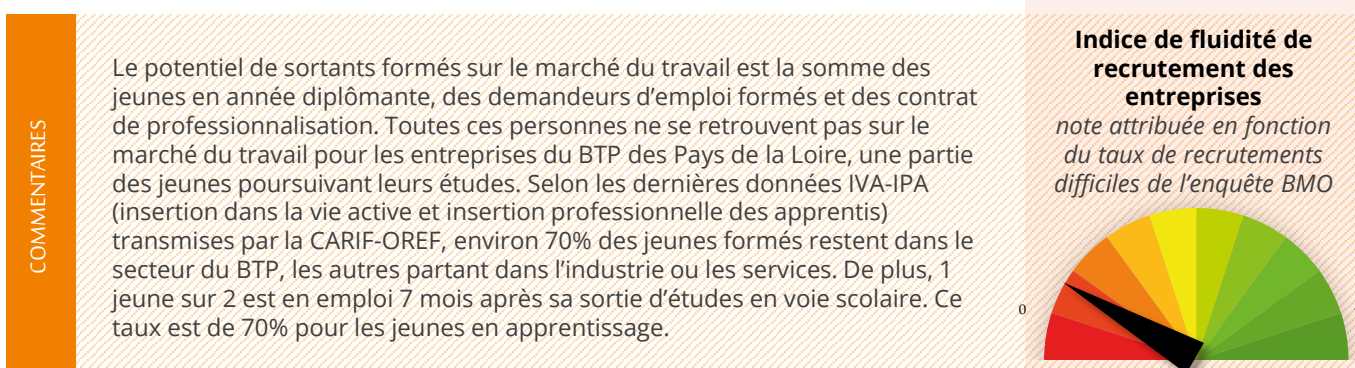 COMMENTAIRES
Le potentiel de sortants formés sur le marché du travail est la somme des
jeunes en année diplômante, des demandeurs d’emploi formés et des contrat
de professionnalisation. Toutes ces personnes ne se retrouvent pas sur le
marché du travail pour les entreprises du BTP des Pays de la Loire, une partie
des jeunes poursuivant leurs études. Selon les dernières données IVA-IPA
(insertion dans la vie active et insertion professionnelle des apprentis)
transmises par la CARIF-OREF, environ 70% des jeunes formés restent dans le
secteur du BTP, les autres partant dans l’industrie ou les services. De plus, 1
jeune sur 2 est en emploi 7 mois après sa sortie d’études en voie scolaire. Ce
taux est de 70% pour les jeunes en apprentissage.
Indice de fluidité de
recrutement des
entreprises
note attribuée en fonction
du taux de recrutements
difficiles de l’enquête BMO
0